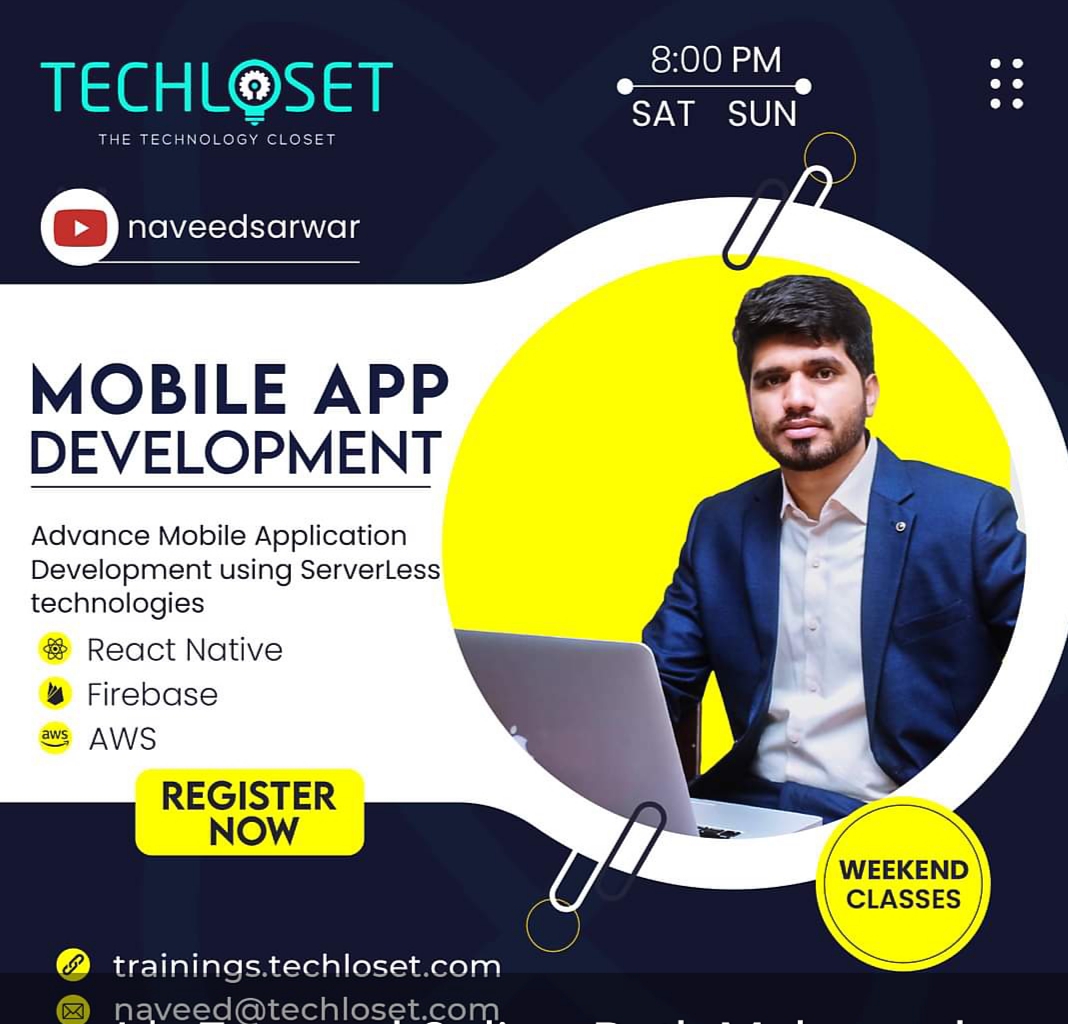 TECHLOSET
THE TECHNOLOGY CLOSET
8:00 PM
SAT SUN
naveedsarwar
MOBILE APP
DEVELOPMENT
Advance Mobile Application
Development using ServerLess
technologies
React Native
Firebase
aws AWS
REGISTER
NOW
WEEKEND
CLASSES
trainings.techloset.com
naveed@techloset.com